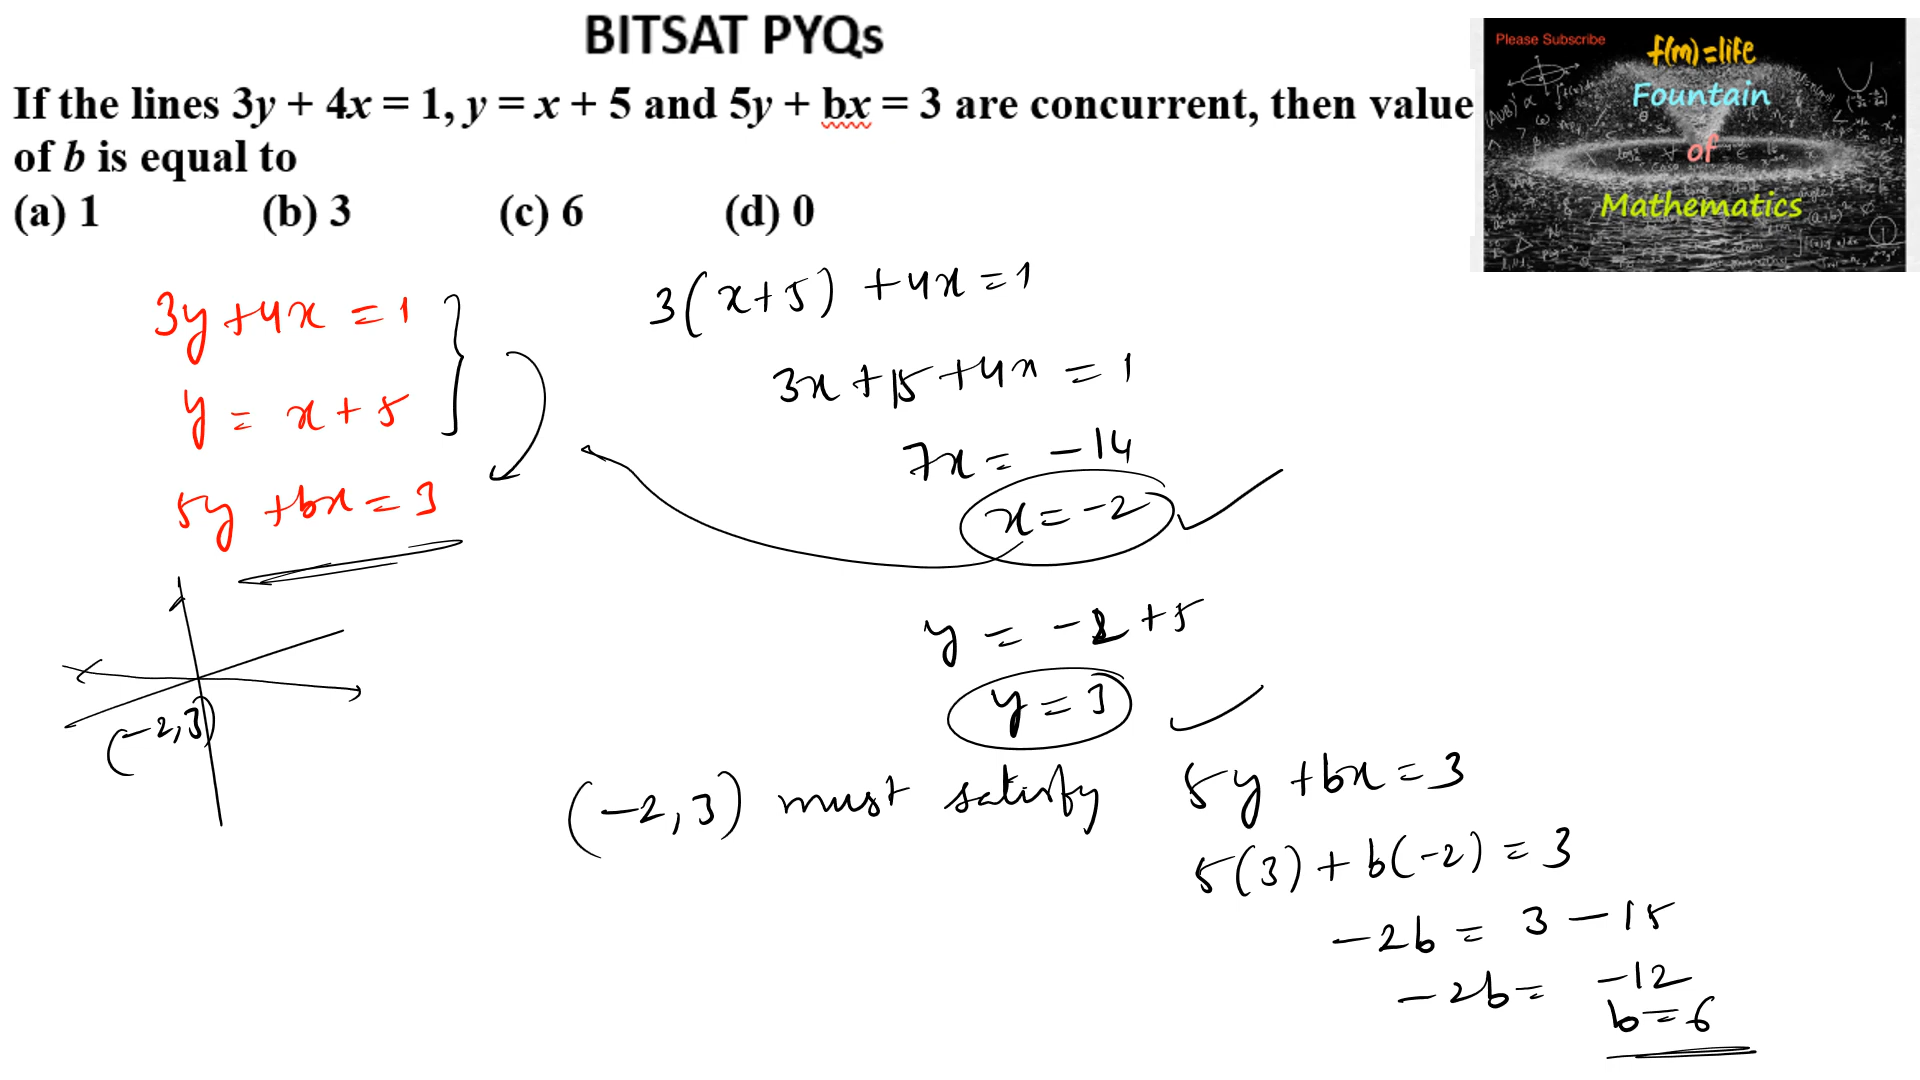 BITSAT PYQs
If the lines 3y + 4x = 1, y = x + 5 and 5y + bx = 3 are concurrent, then value
of b is equal to
(a) 1 (b) 3 (c) 6 (d) 0
Please Subscribe
f(m)=life
Fountain
of
Mathematics
3y+4x = 1
y = x + 5
5y +bx = 3
(-2,3)
3(x+5) +4x = 1
3x+15+4x = 1
7x = -14
x = -2
y = -2 +5
y = 3
(-2,3) must satisfy 5y +bx = 3
5(3) + b(-2) = 3
-2b = 3 - 15
-2b = -12
b = 6